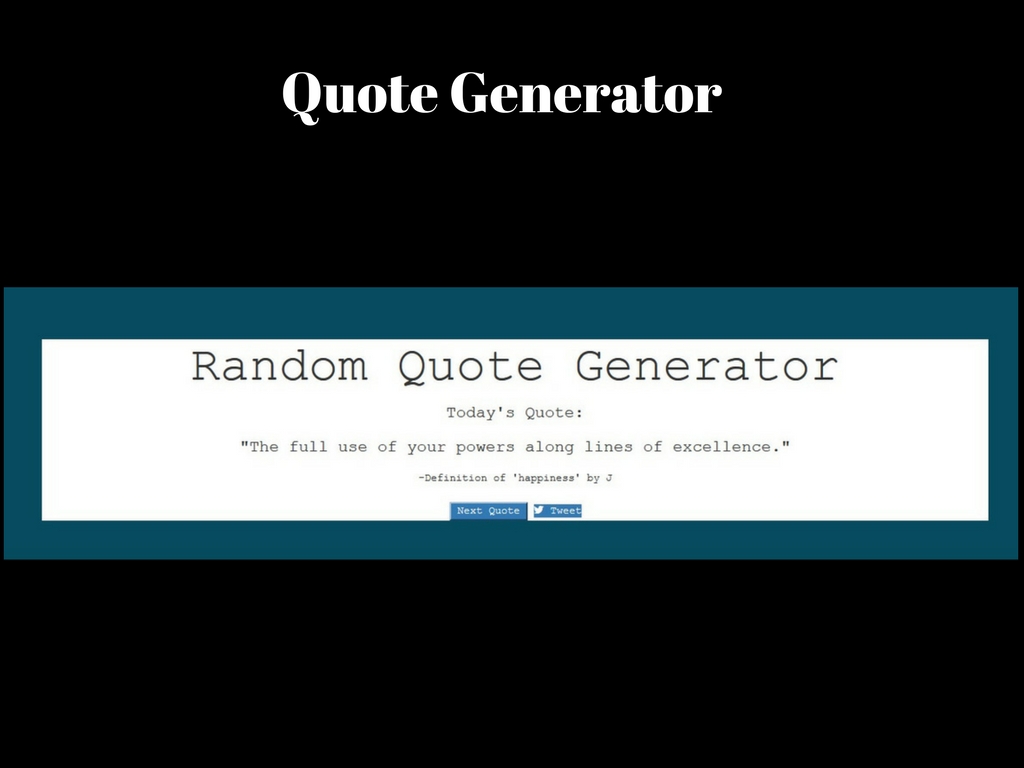 Quote Generator
Random Quote Generator
Today's Quote:
"The full use of your powers along lines of excellence."
-Definition of 'happiness' by J
Next Quote Tweet